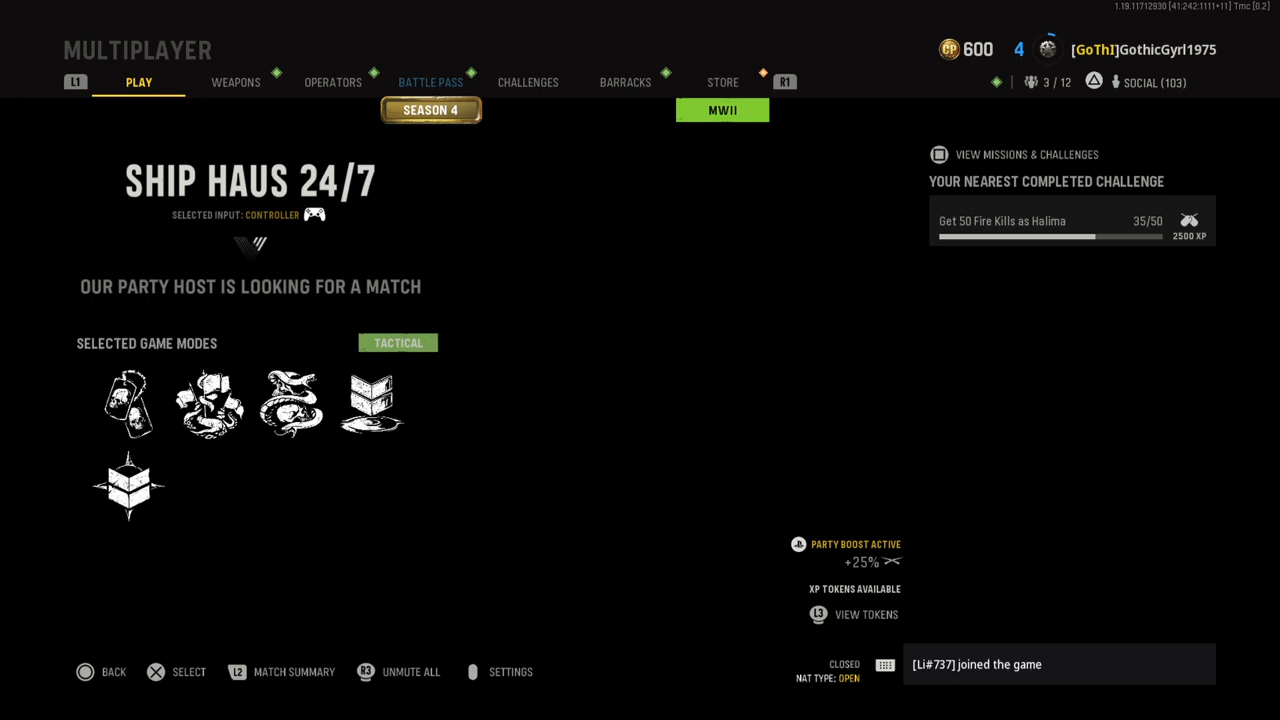 1.19.11712930 [41:242:1111+11] Tmc [0.2]
MULTIPLAYER
CP 600 4 [GoThI]GothicGyrl1975
L1 PLAY WEAPONS OPERATORS BATTLE PASS CHALLENGES BARRACKS STORE R1
3 / 12 SOCIAL (103)
SEASON 4 MWII
SHIP HAUS 24/7
SELECTED INPUT: CONTROLLER
VIEW MISSIONS & CHALLENGES
YOUR NEAREST COMPLETED CHALLENGE
Get 50 Fire Kills as Halima 35/50
2500 XP
OUR PARTY HOST IS LOOKING FOR A MATCH
SELECTED GAME MODES TACTICAL
PARTY BOOST ACTIVE
+25%
XP TOKENS AVAILABLE
L3 VIEW TOKENS
BACK SELECT L2 MATCH SUMMARY R3 UNMUTE ALL SETTINGS
CLOSED
NAT TYPE: OPEN
[Li#737] joined the game